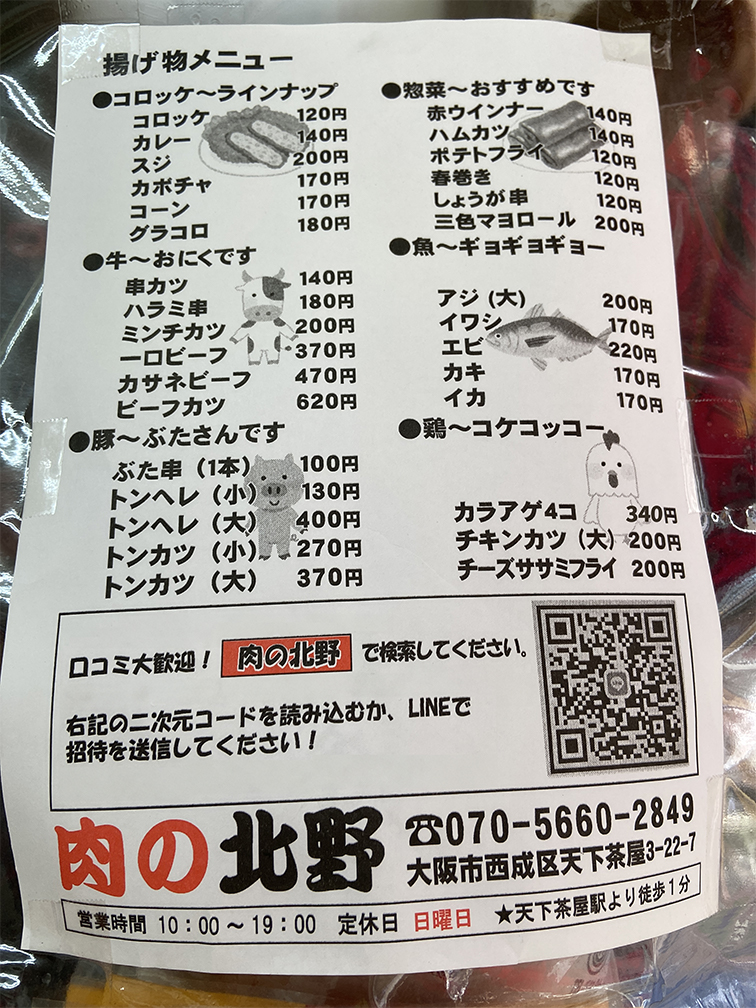 揚げ物メニュー
●コロッケ～ラインナップ
コロッケ 120円
カレー 140円
スジ 200円
カボチャ 170円
コーン 170円
グラコロ 180円
●牛～おにくです
串カツ 140円
ハラミ串 180円
ミンチカツ 200円
一口ビーフ 370円
カサネビーフ 470円
ビーフカツ 620円
●豚～ぶたさんです
ぶた串（1本） 100円
トンヘレ（小） 130円
トンヘレ（大） 400円
トンカツ（小） 270円
トンカツ（大） 370円
●惣菜～おすすめです
赤ウインナー 140円
ハムカツ 140円
ポテトフライ 120円
春巻き 120円
しょうが串 120円
三色マヨロール 200円
●魚～ギョギョギョー
アジ（大） 200円
イワシ 170円
エビ 220円
カキ 170円
イカ 170円
●鶏～コケコッコー
カラアゲ4コ 340円
チキンカツ（大） 200円
チーズササミフライ 200円
口コミ大歓迎！ 肉の北野 で検索してください。
右記の二次元コードを読み込むか、LINEで
招待を送信してください！
肉の北野
☎070-5660-2849
大阪市西成区天下茶屋3-22-7
営業時間 10：00～19：00 定休日 日曜日 ★天下茶屋駅より徒歩1分